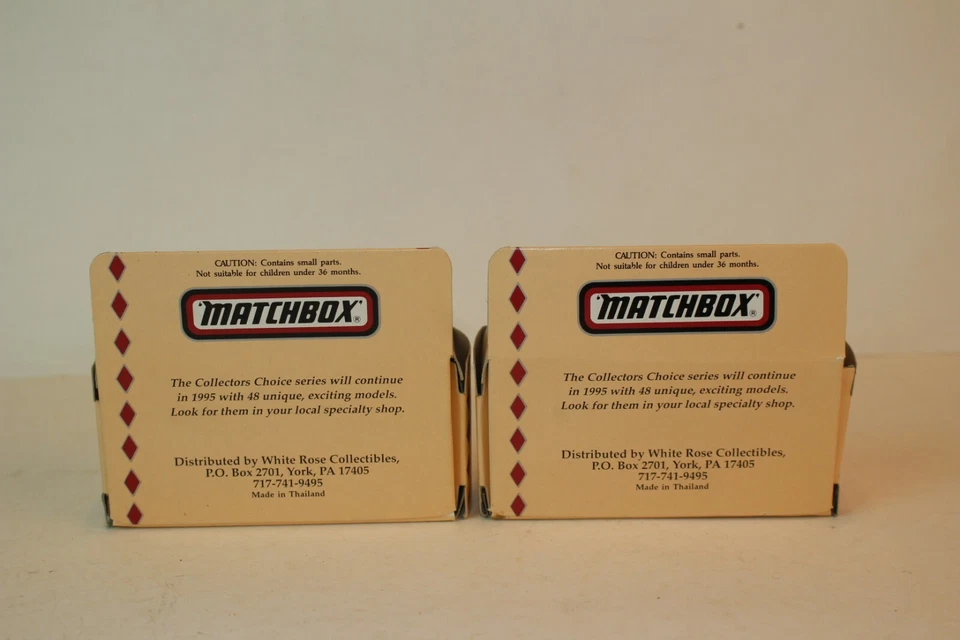 CAUTION: Contains small parts.
Not suitable for children under 36 months.
"MATCHBOX"®
The Collectors Choice series will continue
in 1995 with 48 unique, exciting models.
Look for them in your local specialty shop.
Distributed by White Rose Collectibles,
P.O. Box 2701, York, PA 17405
717-741-9495
Made in Thailand
CAUTION: Contains small parts.
Not suitable for children under 36 months.
"MATCHBOX"®
The Collectors Choice series will continue
in 1995 with 48 unique, exciting models.
Look for them in your local specialty shop.
Distributed by White Rose Collectibles,
P.O. Box 2701, York, PA 17405
717-741-9495
Made in Thailand